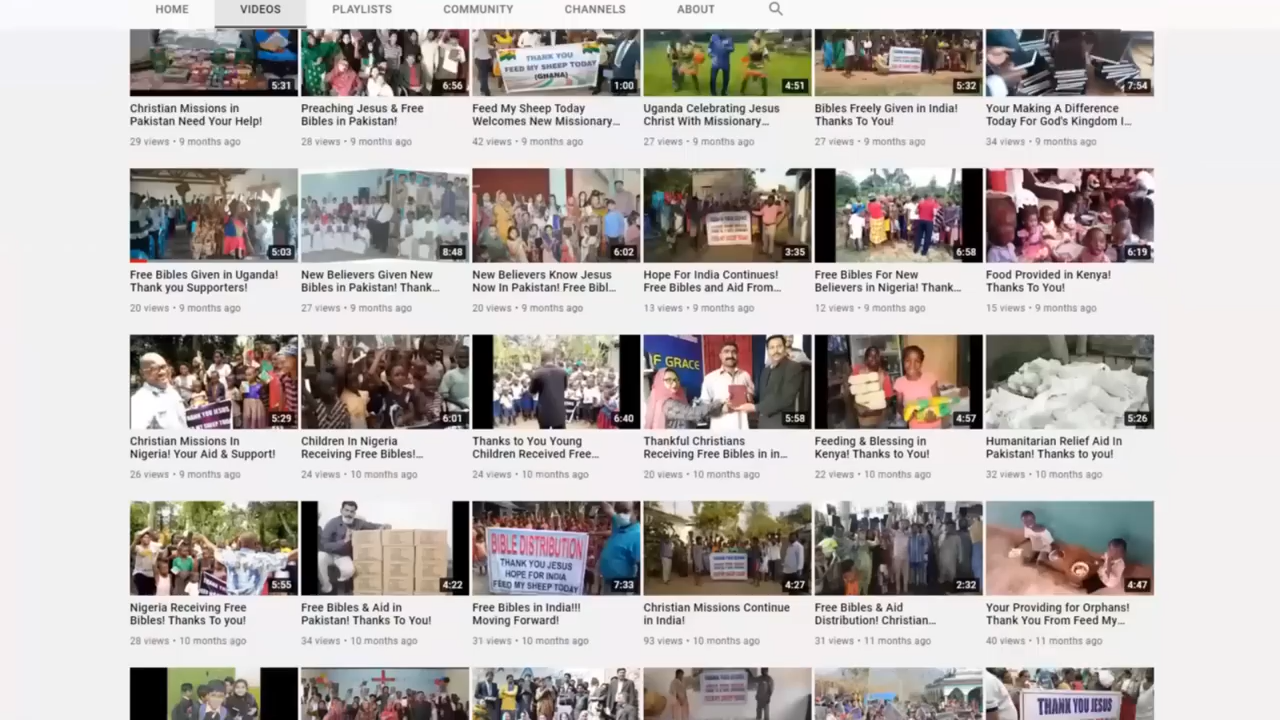 HOME VIDEOS PLAYLISTS COMMUNITY CHANNELS ABOUT
THANK YOU
FEED MY SHEEP TODAY
(GHANA)
5:31 6:56 1:00 4:51 5:32 7:54
Christian Missions in
Pakistan Need Your Help!
29 views • 9 months ago
Preaching Jesus & Free
Bibles in Pakistan!
28 views • 9 months ago
Feed My Sheep Today
Welcomes New Missionary…
42 views • 9 months ago
Uganda Celebrating Jesus
Christ With Missionary…
27 views • 9 months ago
Bibles Freely Given in India!
Thanks To You!
27 views • 9 months ago
Your Making A Difference
Today For God's Kingdom I…
34 views • 9 months ago
5:03 8:48 6:02 3:35 6:58 6:19
Free Bibles Given in Uganda!
Thank you Supporters!
20 views • 9 months ago
New Believers Given New
Bibles in Pakistan! Thank…
27 views • 9 months ago
New Believers Know Jesus
Now In Pakistan! Free Bibl…
20 views • 9 months ago
Hope For India Continues!
Free Bibles and Aid From…
13 views • 9 months ago
Free Bibles For New
Believers in Nigeria! Thank…
12 views • 9 months ago
Food Provided in Kenya!
Thanks To You!
15 views • 9 months ago
THANK YOU JESUS
OF GRACE
5:29 6:01 6:40 5:58 4:57 5:26
Christian Missions In
Nigeria! Your Aid & Support!
26 views • 9 months ago
Children In Nigeria
Receiving Free Bibles!…
24 views • 10 months ago
Thanks to You Young
Children Received Free…
24 views • 10 months ago
Thankful Christians
Receiving Free Bibles in in…
20 views • 10 months ago
Feeding & Blessing in
Kenya! Thanks to You!
22 views • 10 months ago
Humanitarian Relief Aid In
Pakistan! Thanks to you!
32 views • 10 months ago
BIBLE DISTRIBUTION
THANK YOU JESUS
HOPE FOR INDIA
FEED MY SHEEP TODAY
5:55 4:22 7:33 4:27 2:32 4:47
Nigeria Receiving Free
Bibles! Thanks To you!
28 views • 10 months ago
Free Bibles & Aid in
Pakistan! Thanks To You!
34 views • 10 months ago
Free Bibles in India!!!
Moving Forward!
31 views • 10 months ago
Christian Missions Continue
in India!
93 views • 10 months ago
Free Bibles & Aid
Distribution! Christian…
31 views • 11 months ago
Your Providing for Orphans!
Thank You From Feed My…
40 views • 11 months ago
THANK YOU JESUS